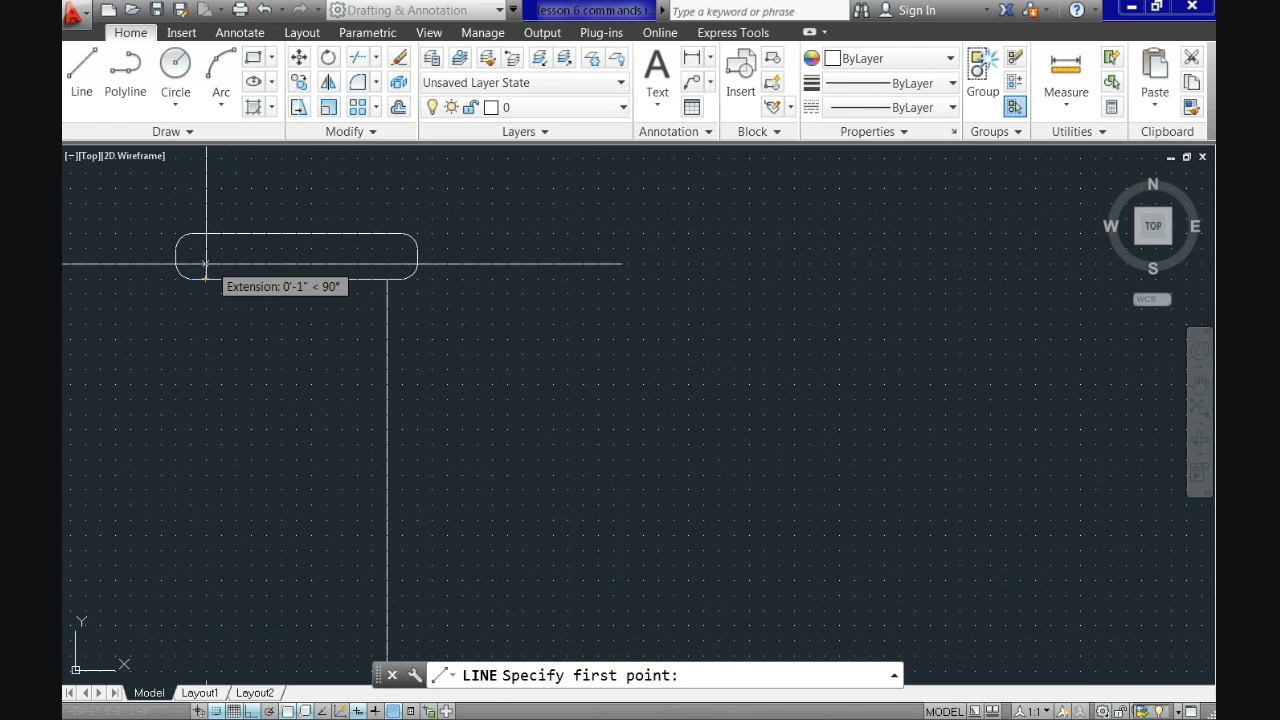 Drafting & Annotation
lesson 6 commands
Type a keyword or phrase
Sign In
Home Insert Annotate Layout Parametric View Manage Output Plug-ins Online Express Tools
Line Polyline Circle Arc
Unsaved Layer State
0
Text
Insert
ByLayer
ByLayer
ByLayer
Group
Measure
Paste
Draw Modify Layers Annotation Block Properties Groups Utilities Clipboard
[−][Top][2D Wireframe]
N
W TOP E
S
WCS
Extension: 0'-1" < 90°
Y
X
LINE Specify first point:
Model Layout1 Layout2
MODEL 1:1